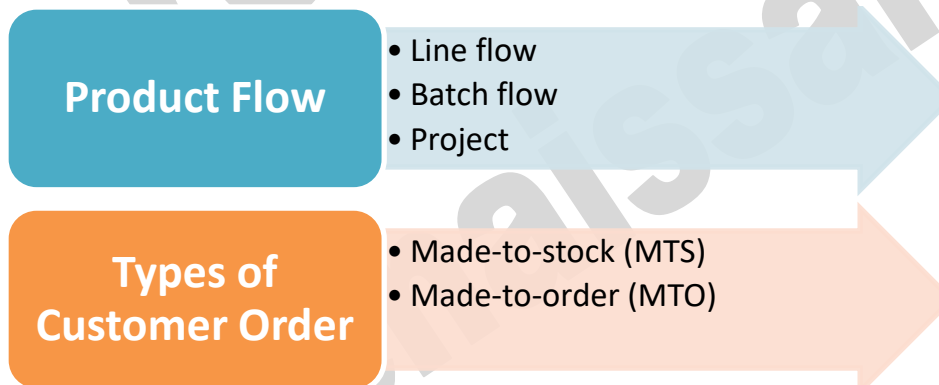 Product Flow
• Line flow
• Batch flow
• Project
Types of
Customer Order
• Made-to-stock (MTS)
• Made-to-order (MTO)